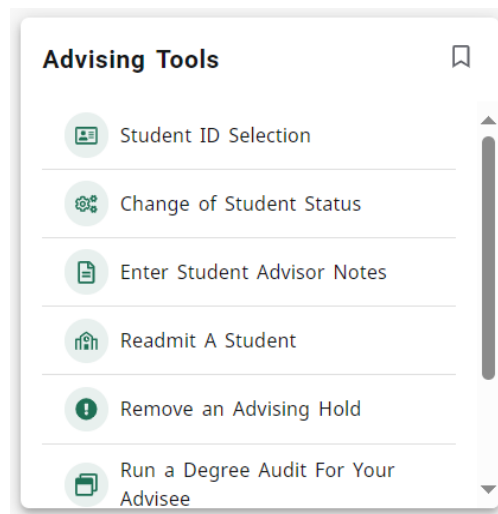 Advising Tools
Student ID Selection
Change of Student Status
Enter Student Advisor Notes
Readmit A Student
Remove an Advising Hold
Run a Degree Audit For Your
Advisee